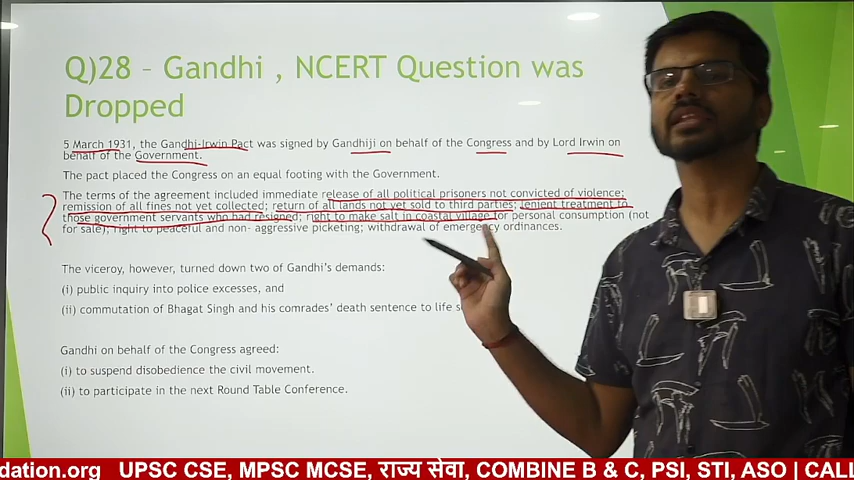 Q)28 – Gandhi , NCERT Question was
Dropped
5 March 1931, the Gandhi-Irwin Pact was signed by Gandhiji on behalf of the Congress and by Lord Irwin on
behalf of the Government.
The pact placed the Congress on an equal footing with the Government.
The terms of the agreement included immediate release of all political prisoners not convicted of violence;
remission of all fines not yet collected; return of all lands not yet sold to third parties; lenient treatment to
those government servants who had resigned; right to make salt in coastal village for personal consumption (not
for sale); right to peaceful and non- aggressive picketing; withdrawal of emergency ordinances.
The viceroy, however, turned down two of Gandhi's demands:
(i) public inquiry into police excesses, and
(ii) commutation of Bhagat Singh and his comrades' death sentence to life
Gandhi on behalf of the Congress agreed:
(i) to suspend disobedience the civil movement.
(ii) to participate in the next Round Table Conference.
dation.org UPSC CSE, MPSC MCSE, राज्य सेवा, COMBINE B & C, PSI, STI, ASO | CALL